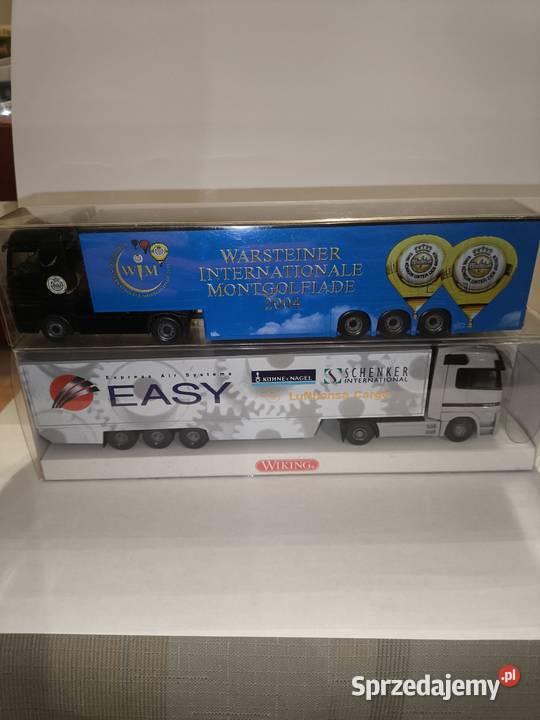 WIM
WARSTEINER
INTERNATIONALE
MONTGOLFIADE
2004
Express Air Systems
EASY
KÜHNE & NAGEL
SCHENKER
INTERNATIONAL
Lufthansa Cargo
WIKING
Sprzedajemy.pl